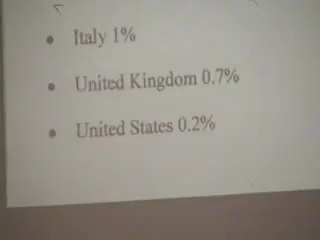 • Italy 1%
• United Kingdom 0.7%
• United States 0.2%